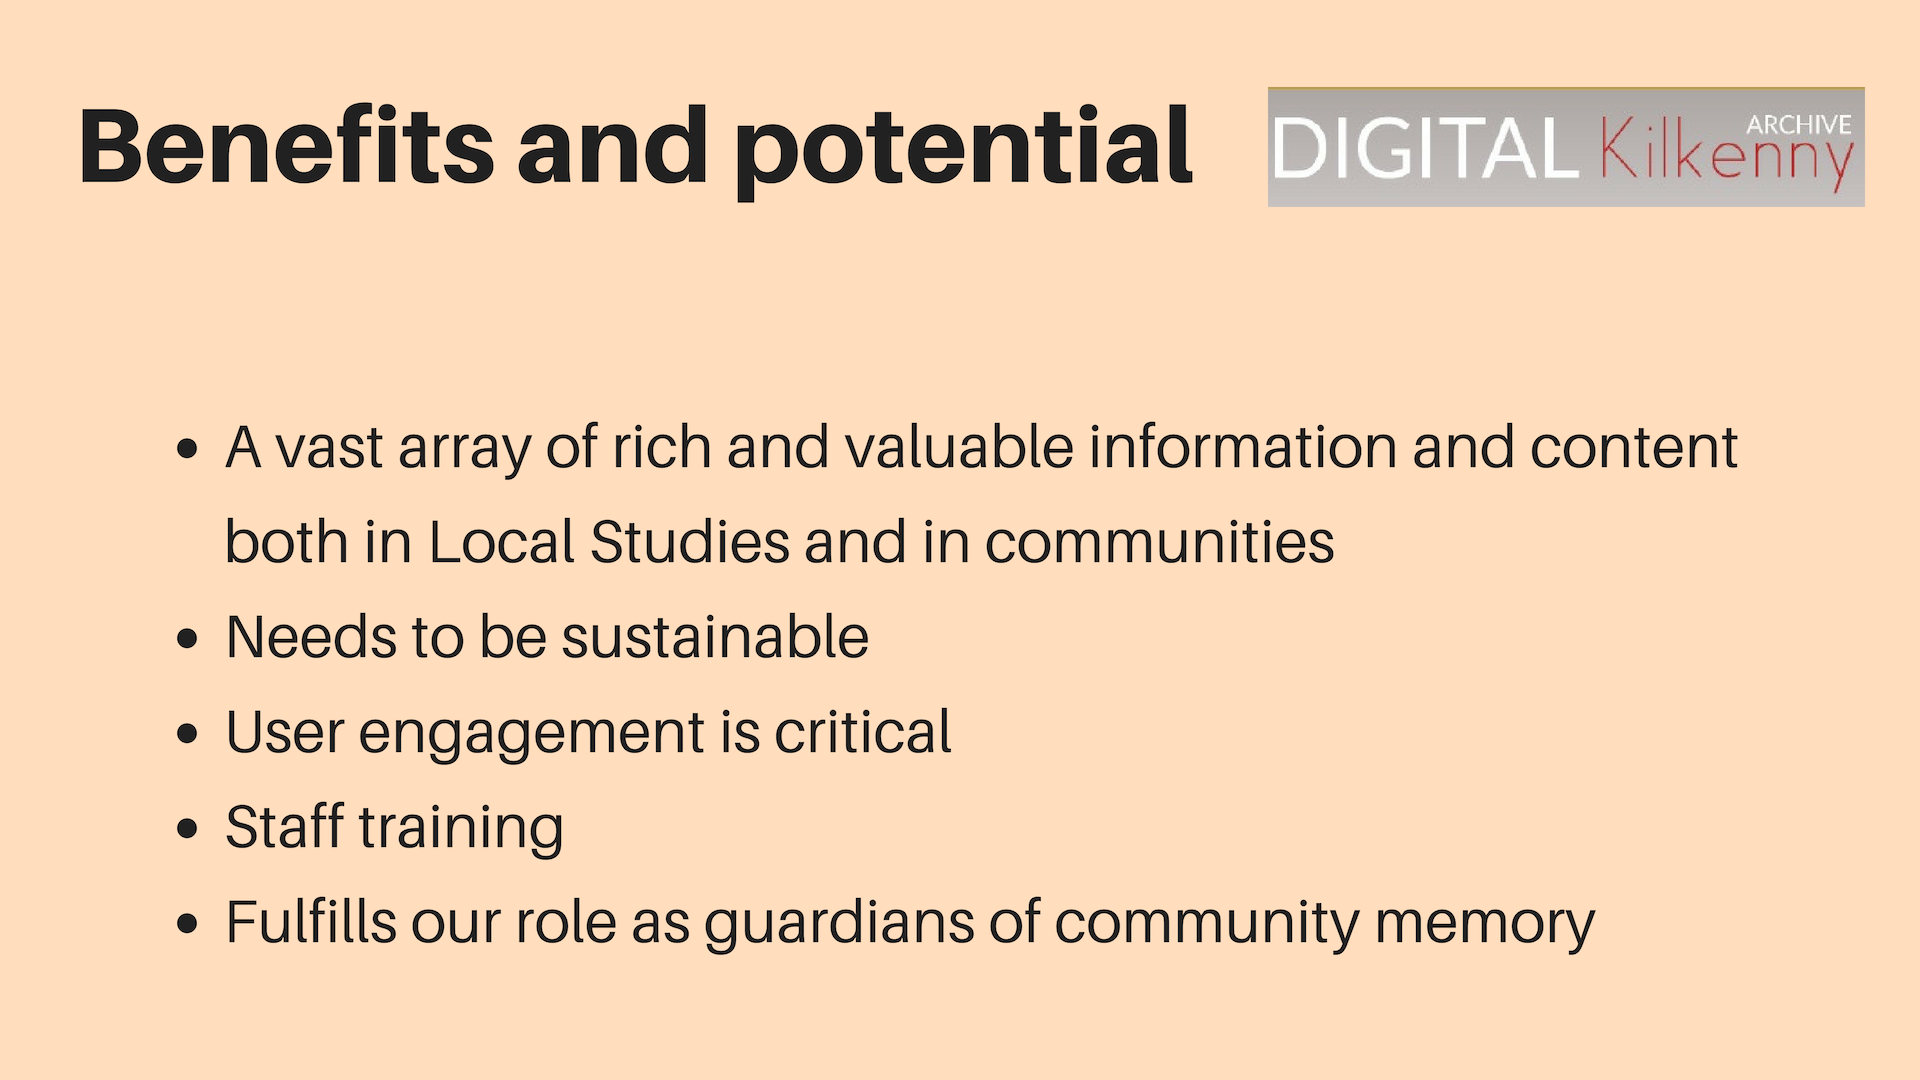 Benefits and potential
ARCHIVE
DIGITAL Kilkenny
• A vast array of rich and valuable information and content
both in Local Studies and in communities
• Needs to be sustainable
• User engagement is critical
• Staff training
• Fulfills our role as guardians of community memory